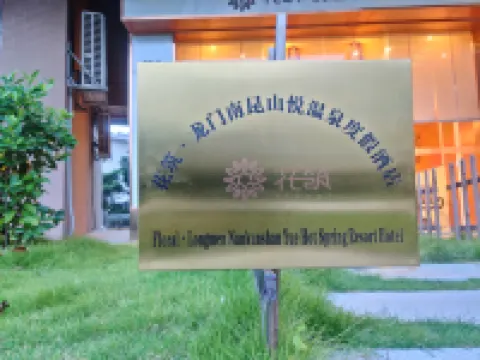 花筑·龙门南昆山悦温泉度假酒店
花筑
Floral · Longmen Nankunshan Yue Hot Spring Resort Hotel